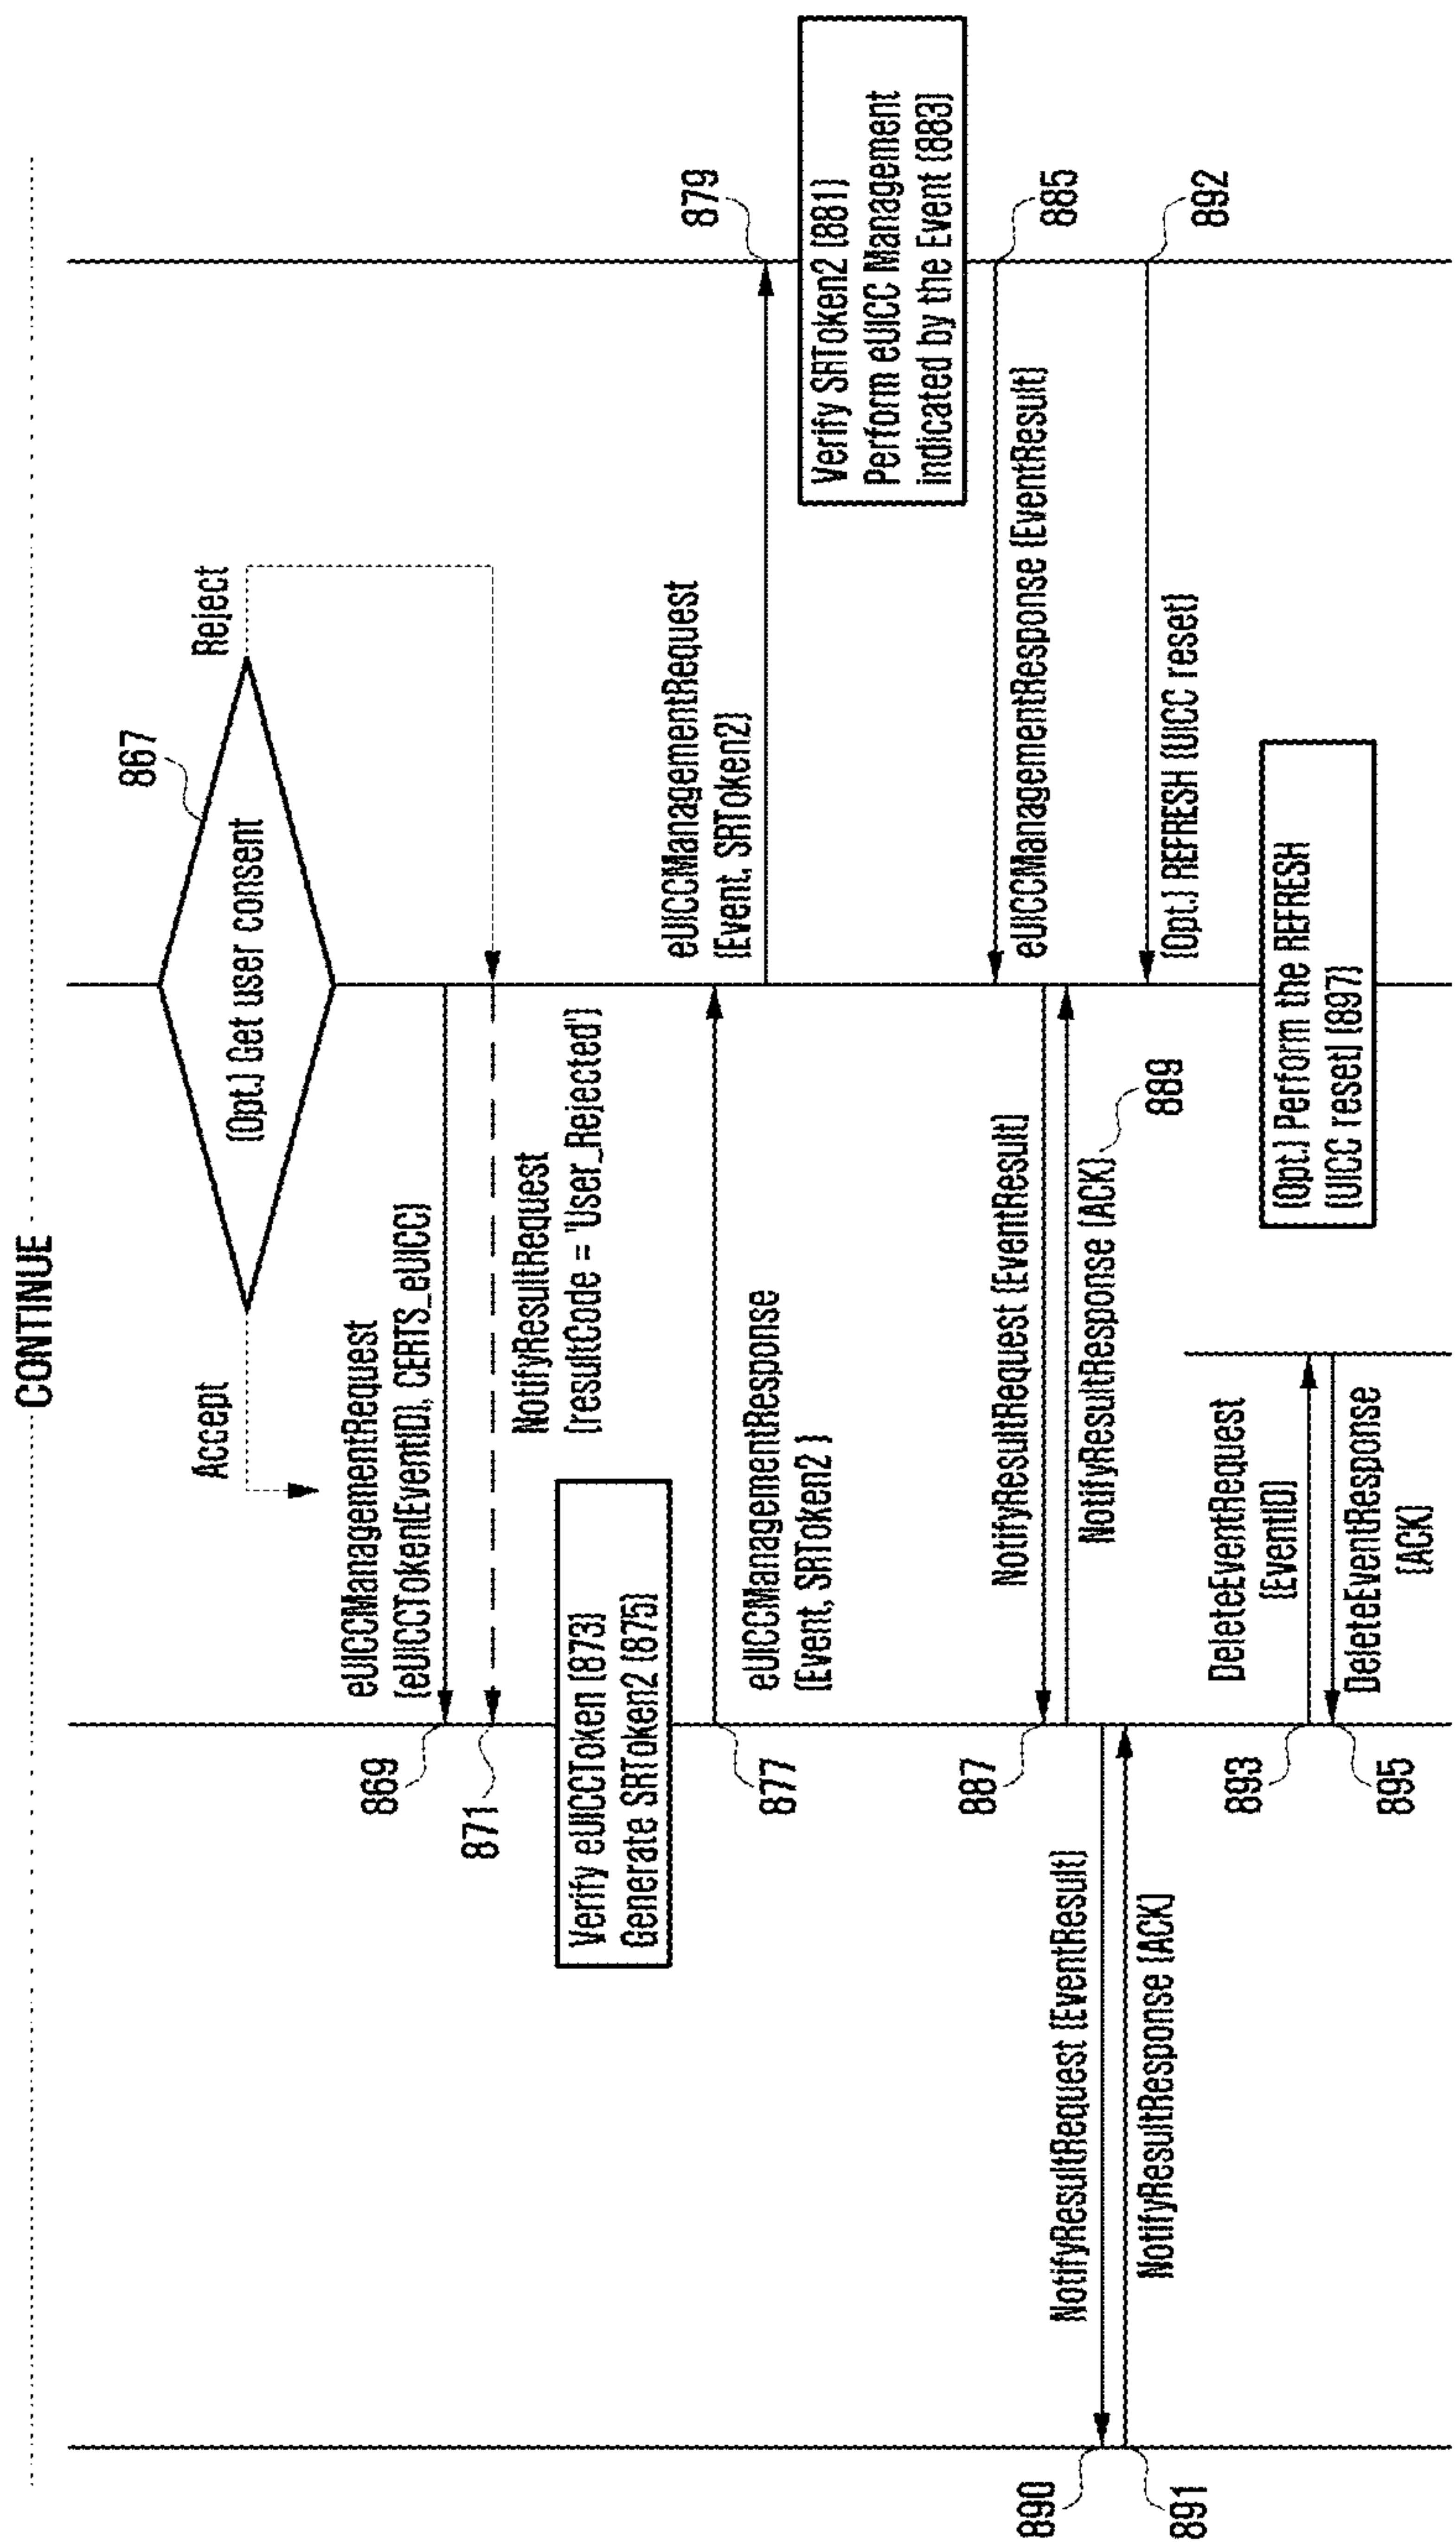 CONTINUE
867
(Opt.) Get user consent
Accept
Reject
eUICCManagementRequest
(eUICCToken(EventID), CERTS_eUICC)
869
NotifyResultRequest
(resultCode = 'User_Rejected')
871
Verify eUICCToken (873)
Generate SRToken2 (875)
877
eUICCManagementResponse
(Event, SRToken2 )
eUICCManagementRequest
(Event, SRToken2)
879
Verify SRToken2 (881)
Perform eUICC Management
indicated by the Event (883)
885
eUICCManagementResponse (EventResult)
NotifyResultRequest (EventResult)
887
NotifyResultResponse (ACK)
889
NotifyResultRequest (EventResult)
890
NotifyResultResponse (ACK)
891
892
(Opt.) REFRESH (UICC reset)
DeleteEventRequest
(EventID)
893
DeleteEventResponse
(ACK)
895
(Opt.) Perform the REFRESH
(UICC reset) (897)